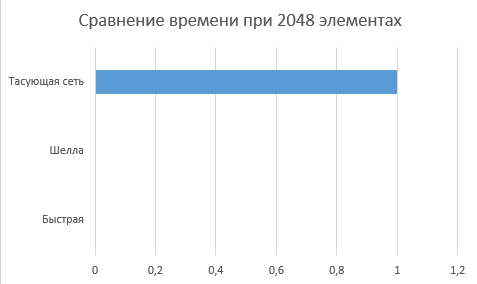 Сравнение времени при 2048 элементах
Тасующая сеть
Шелла
Быстрая
0 0,2 0,4 0,6 0,8 1 1,2